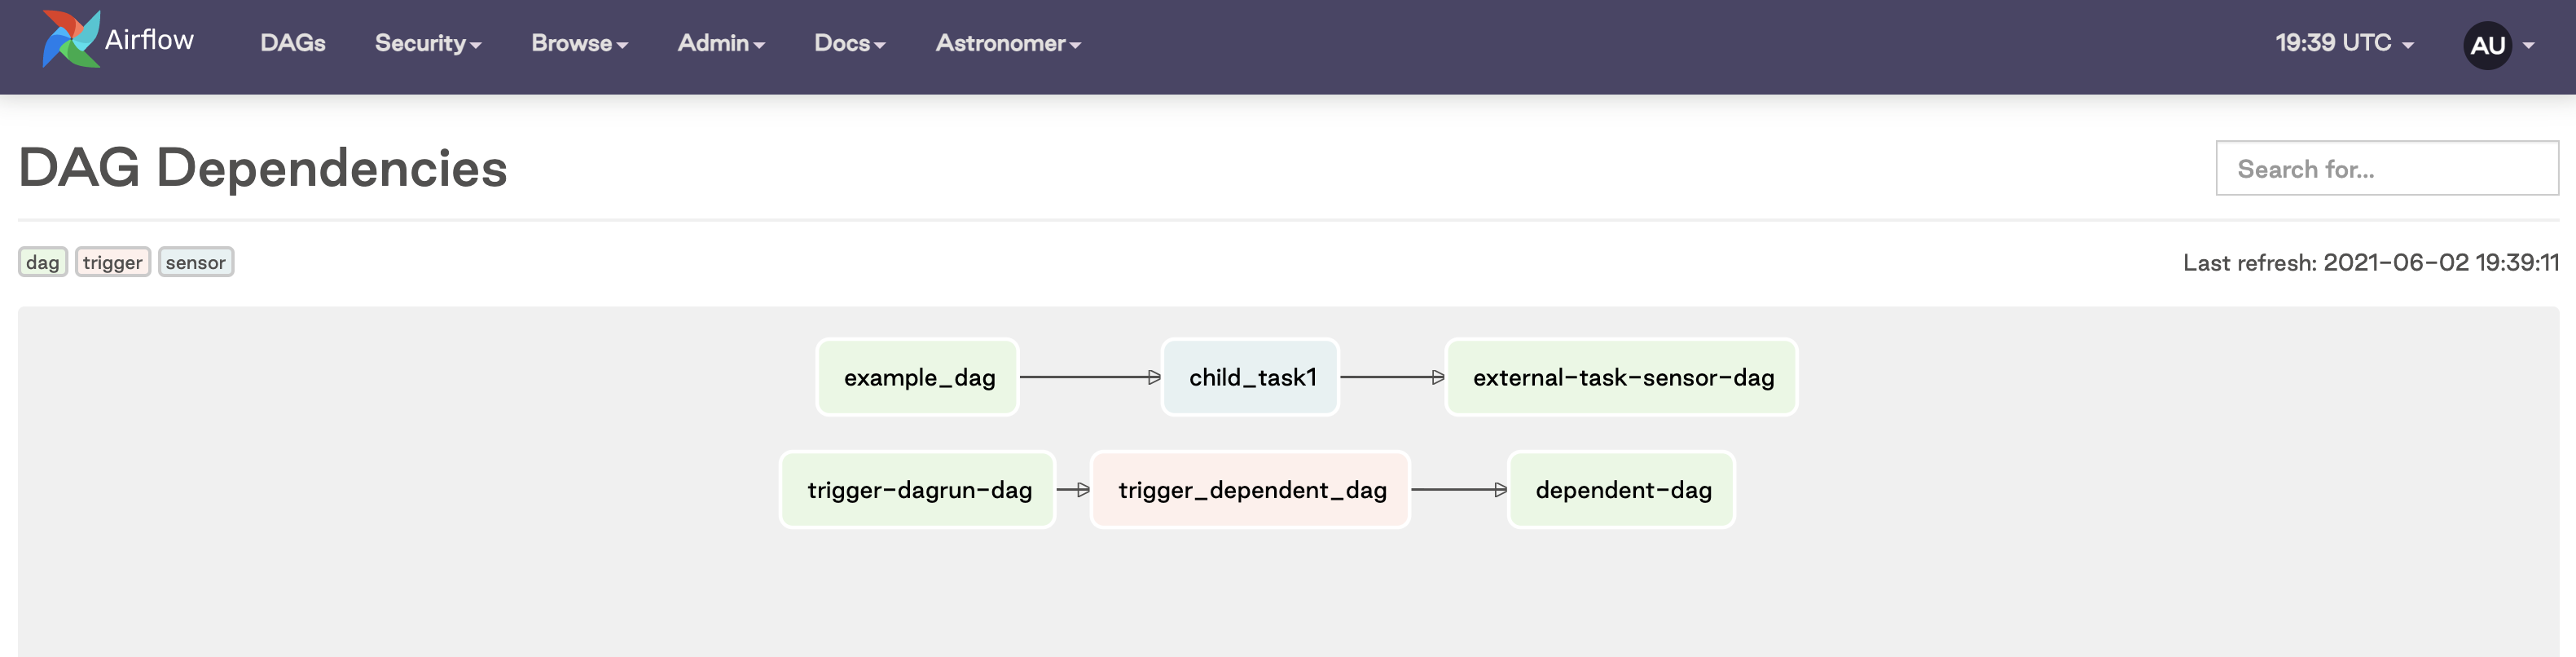 Airflow DAGs Security Browse Admin Docs Astronomer 19:39 UTC AU
DAG Dependencies Search for...
dag trigger sensor Last refresh: 2021-06-02 19:39:11
example_dag child_task1 external-task-sensor-dag
trigger-dagrun-dag trigger_dependent_dag dependent-dag